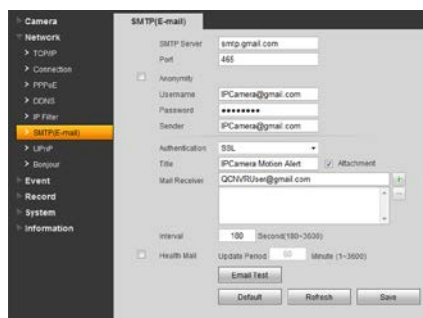 Camera
Network
TCP/IP
Connection
PPPoE
DDNS
IP Filter
SMTP(E-mail)
UPnP
Bonjour
Event
Record
System
Information
SMTP(E-mail)
SMTP Server smtp.gmail.com
Port 465
Anonymity
Username IPCamera@gmail.com
Password ••••••••
Sender IPCamera@gmail.com
Authentication SSL
Title IPCamera Motion Alert Attachment
Mail Receiver QCNVRUser@gmail.com
Interval 180 Second(180~3600)
Health Mail Update Period 60 Minute (1~3600)
Email Test
Default Refresh Save